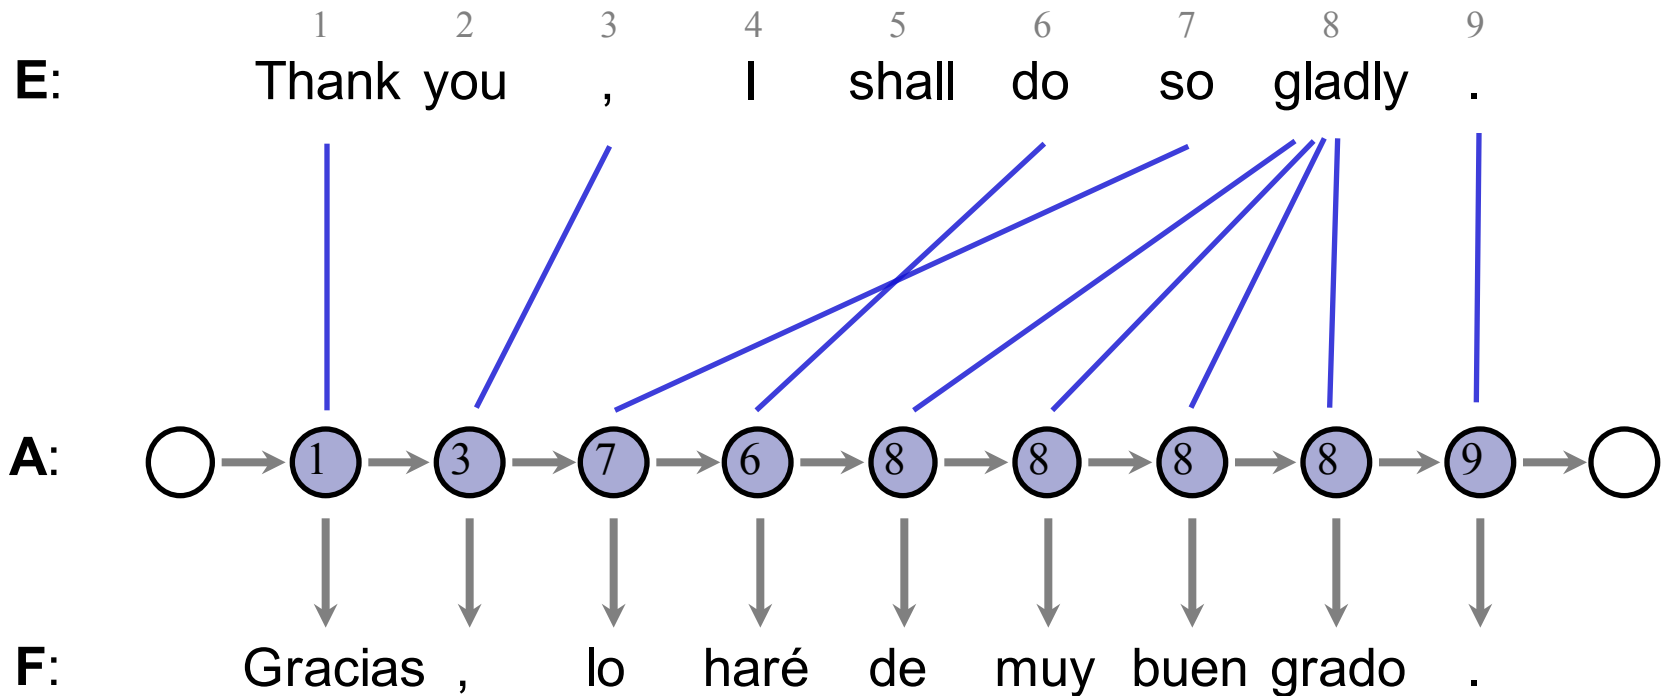 1 2 3 4 5 6 7 8 9
E: Thank you , I shall do so gladly .
A: 1 3 7 6 8 8 8 8 9
F: Gracias , lo haré de muy buen grado .